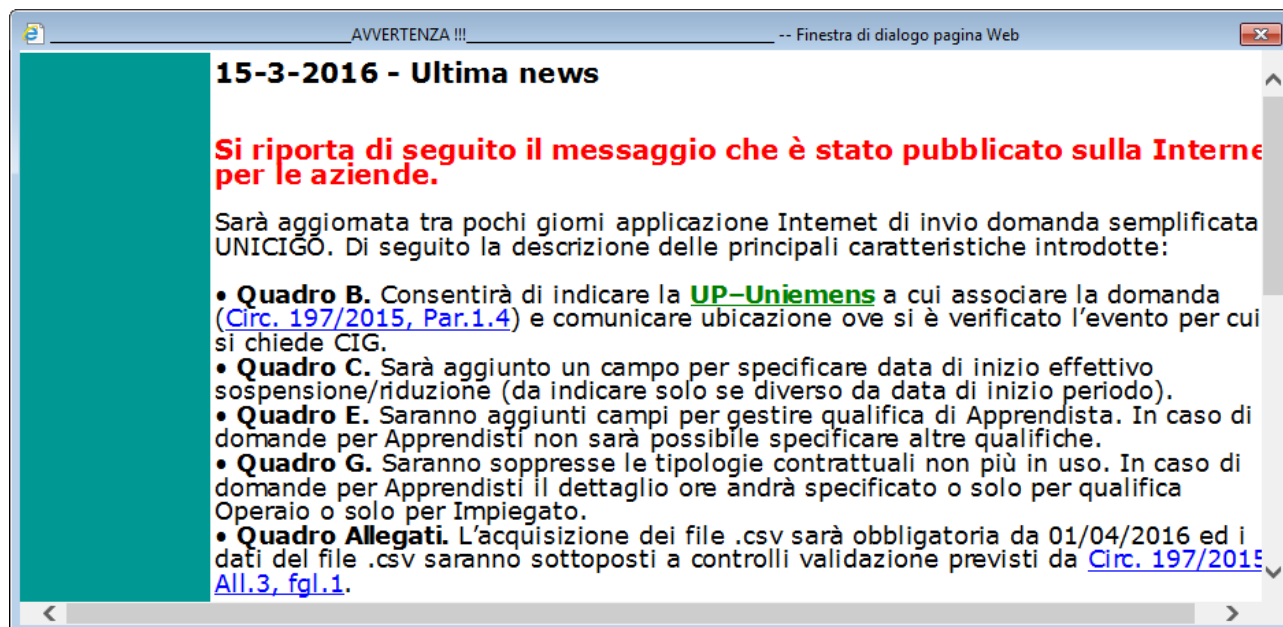 _____________________________AVVERTENZA !!!_____________________________ -- Finestra di dialogo pagina Web
15-3-2016 - Ultima news
Si riporta di seguito il messaggio che è stato pubblicato sulla Interne
per le aziende.
Sarà aggiornata tra pochi giorni applicazione Internet di invio domanda semplificata
UNICIGO. Di seguito la descrizione delle principali caratteristiche introdotte:
• Quadro B. Consentirà di indicare la UP–Uniemens a cui associare la domanda
(Circ. 197/2015, Par.1.4) e comunicare ubicazione ove si è verificato l’evento per cui
si chiede CIG.
• Quadro C. Sarà aggiunto un campo per specificare data di inizio effettivo
sospensione/riduzione (da indicare solo se diverso da data di inizio periodo).
• Quadro E. Saranno aggiunti campi per gestire qualifica di Apprendista. In caso di
domande per Apprendisti non sarà possibile specificare altre qualifiche.
• Quadro G. Saranno soppresse le tipologie contrattuali non più in uso. In caso di
domande per Apprendisti il dettaglio ore andrà specificato o solo per qualifica
Operaio o solo per Impiegato.
• Quadro Allegati. L’acquisizione dei file .csv sarà obbligatoria da 01/04/2016 ed i
dati del file .csv saranno sottoposti a controlli validazione previsti da Circ. 197/2015
All.3, fgl.1.